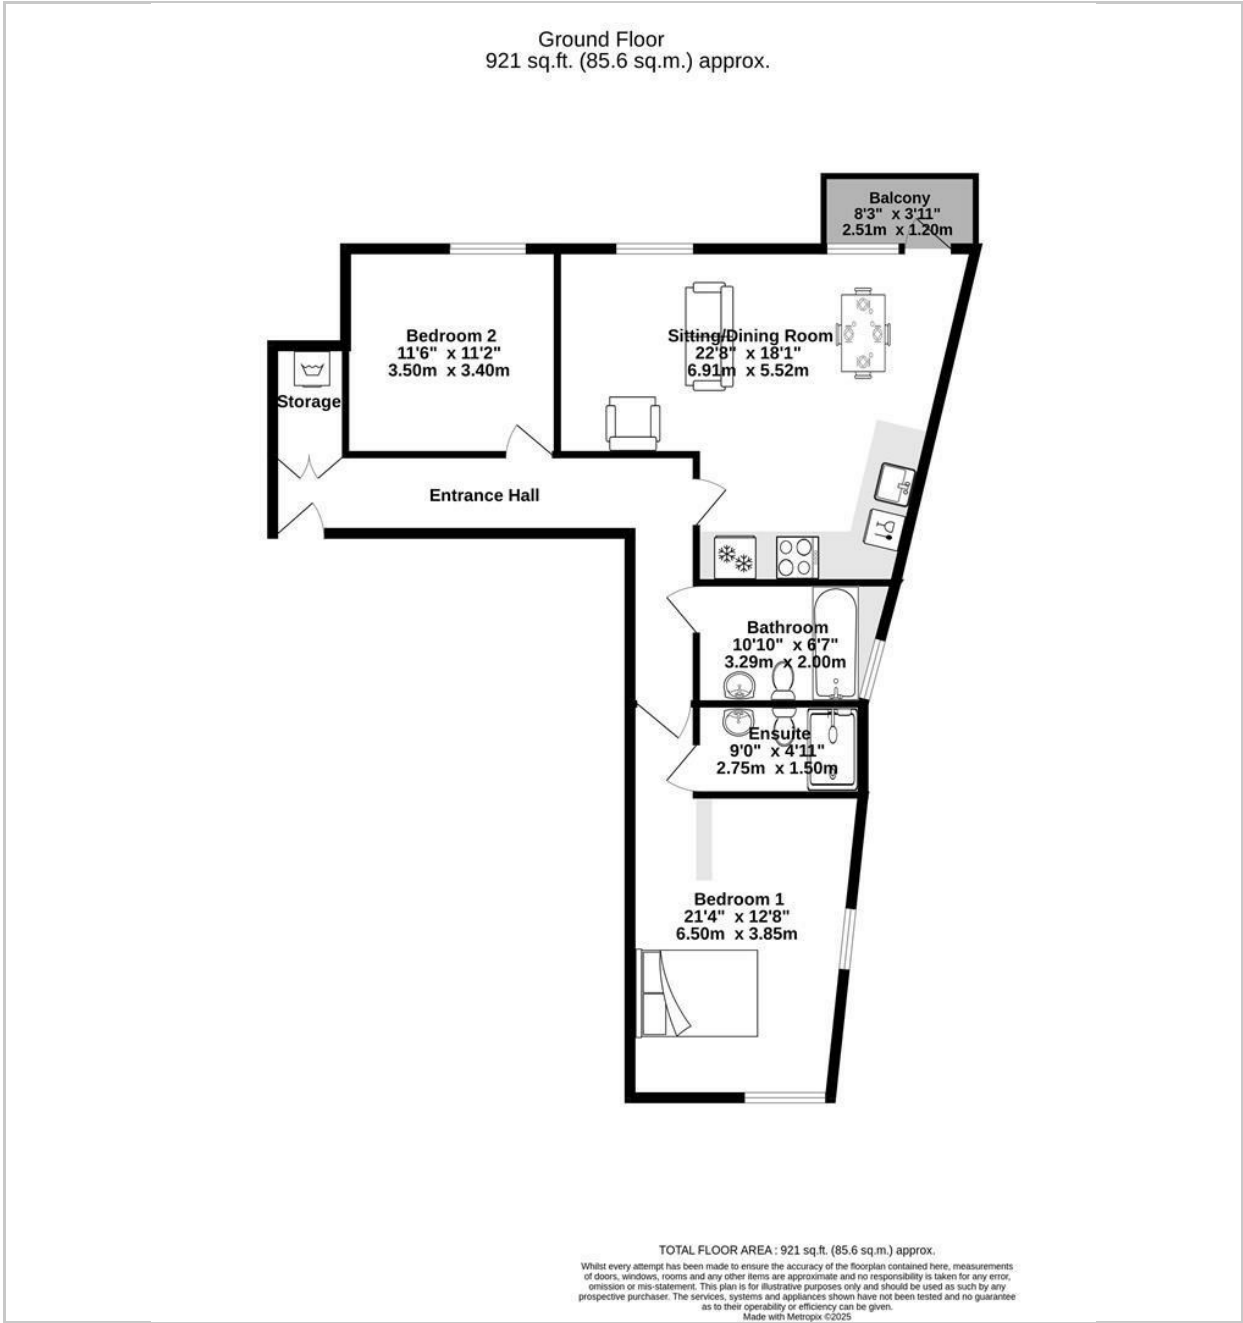 Ground Floor
921 sq.ft. (85.6 sq.m.) approx.
Balcony
8'3" x 3'11"
2.51m x 1.20m
Bedroom 2
11'6" x 11'2"
3.50m x 3.40m
Sitting/Dining Room
22'8" x 18'1"
6.91m x 5.52m
Storage
Entrance Hall
Bathroom
10'10" x 6'7"
3.29m x 2.00m
Ensuite
9'0" x 4'11"
2.75m x 1.50m
Bedroom 1
21'4" x 12'8"
6.50m x 3.85m
TOTAL FLOOR AREA : 921 sq.ft. (85.6 sq.m.) approx.
Whilst every attempt has been made to ensure the accuracy of the floorplan contained here, measurements
of doors, windows, rooms and any other items are approximate and no responsibility is taken for any error,
omission or mis-statement. This plan is for illustrative purposes only and should be used as such by any
prospective purchaser. The services, systems and appliances shown have not been tested and no guarantee
as to their operability or efficiency can be given.
Made with Metropix ©2025